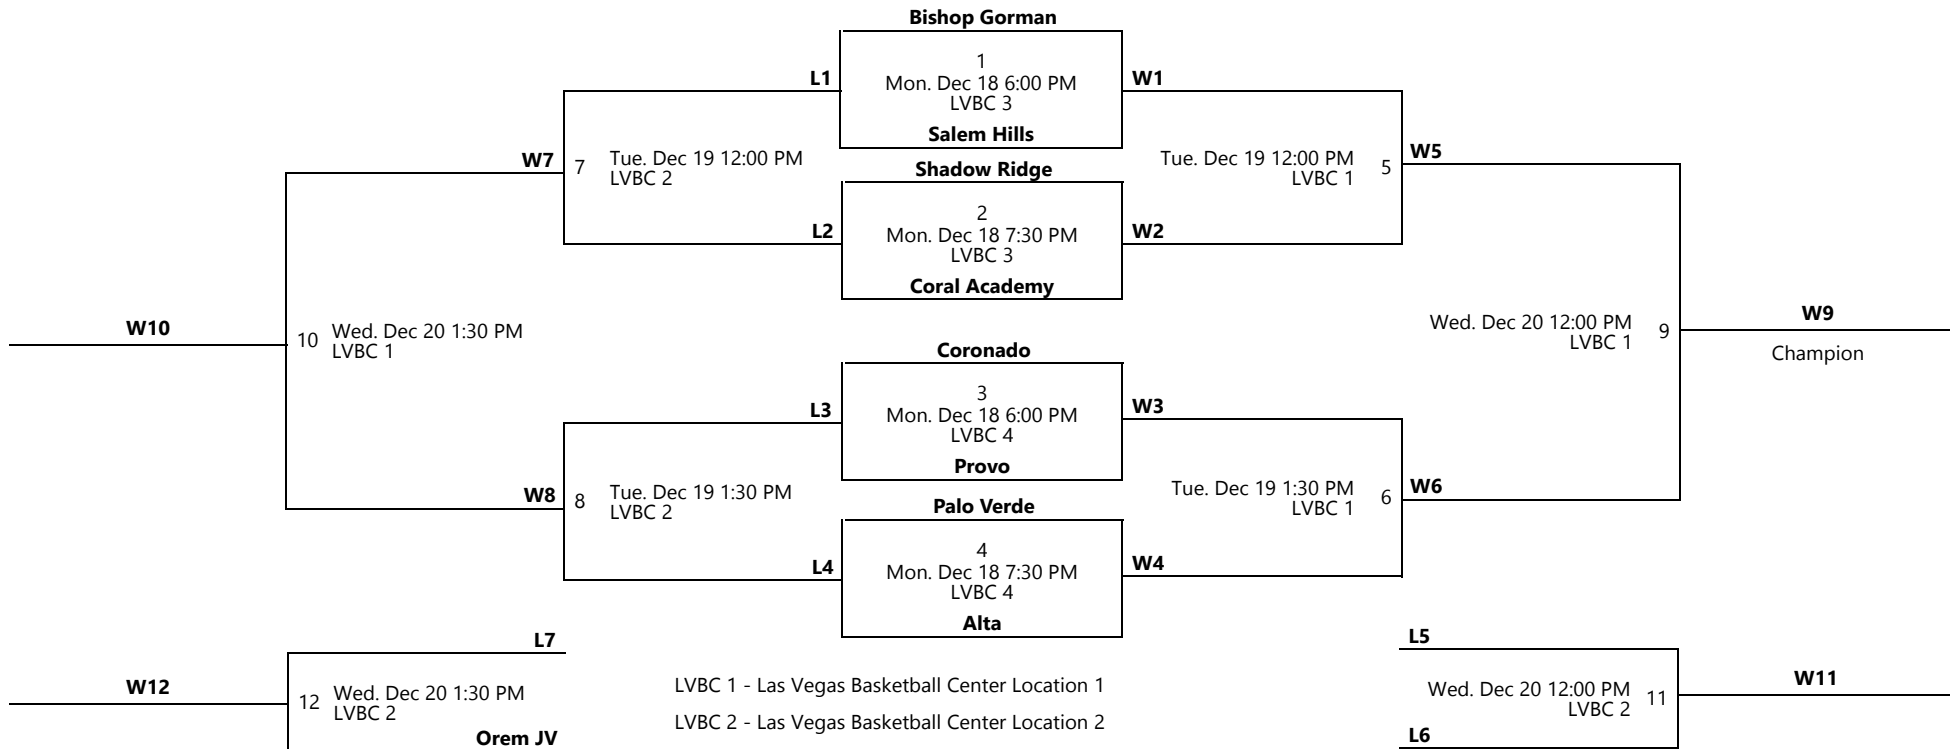 Bishop Gorman
1
Mon. Dec 18 6:00 PM
LVBC 3
Salem Hills
L1
W1
Shadow Ridge
2
Mon. Dec 18 7:30 PM
LVBC 3
Coral Academy
L2
W2
W7
7
Tue. Dec 19 12:00 PM
LVBC 2
Tue. Dec 19 12:00 PM
LVBC 1
5
W5
W10
10
Wed. Dec 20 1:30 PM
LVBC 1
Wed. Dec 20 12:00 PM
LVBC 1
9
W9
Champion
Coronado
3
Mon. Dec 18 6:00 PM
LVBC 4
Provo
L3
W3
W8
8
Tue. Dec 19 1:30 PM
LVBC 2
Tue. Dec 19 1:30 PM
LVBC 1
6
W6
Palo Verde
4
Mon. Dec 18 7:30 PM
LVBC 4
Alta
L4
W4
L7
W12
12
Wed. Dec 20 1:30 PM
LVBC 2
Orem JV
LVBC 1 - Las Vegas Basketball Center Location 1
LVBC 2 - Las Vegas Basketball Center Location 2
L5
Wed. Dec 20 12:00 PM
LVBC 2
11
W11
L6